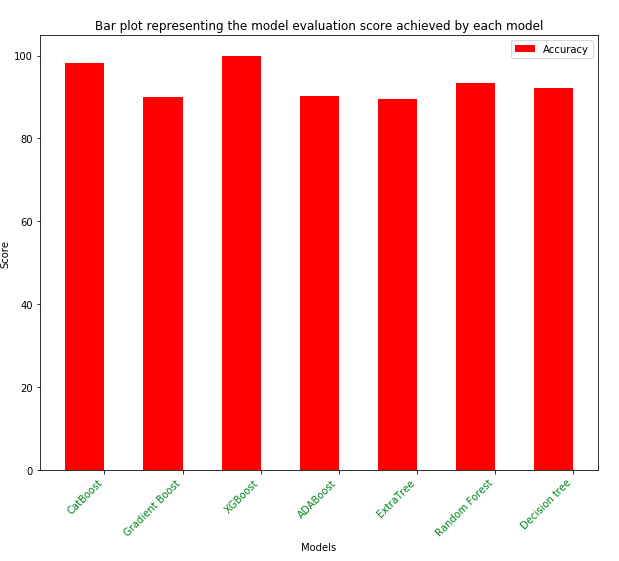 Bar plot representing the model evaluation score achieved by each model
Accuracy
100
80
60
40
20
0
Score
CatBoost
Gradient Boost
XGBoost
ADABoost
ExtraTree
Random Forest
Decision tree
Models